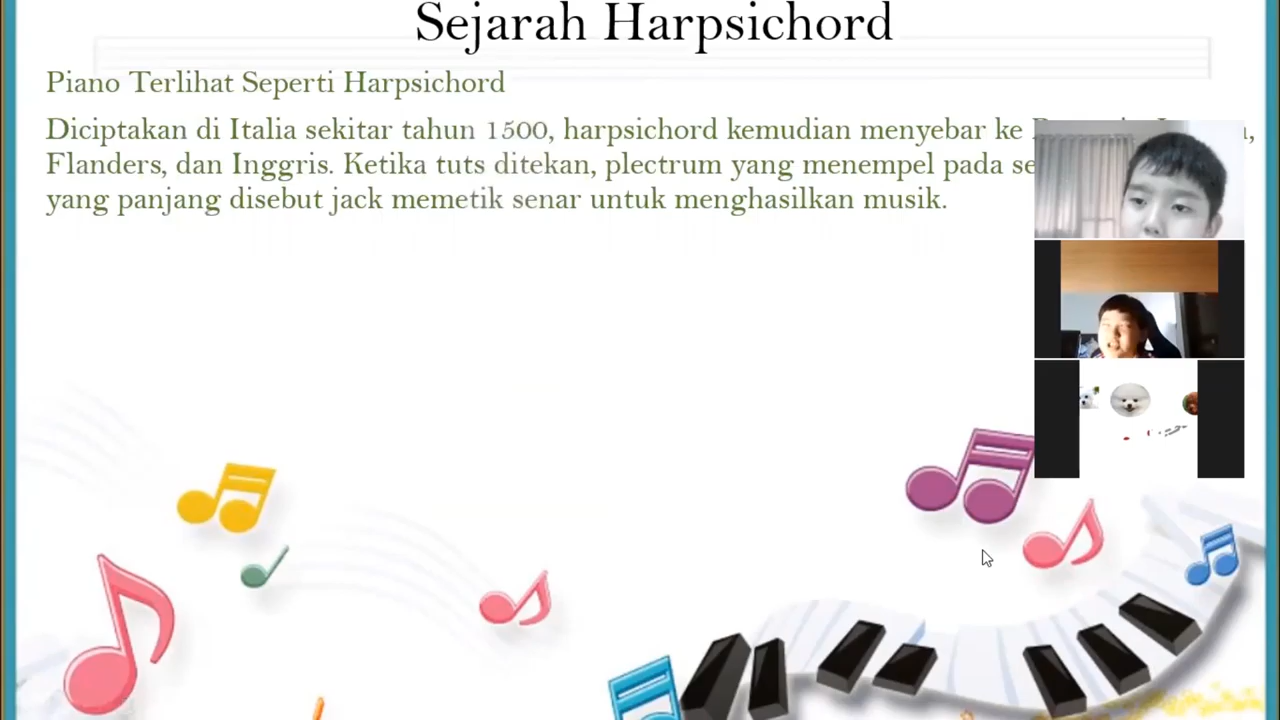 Sejarah Harpsichord
Piano Terlihat Seperti Harpsichord
Diciptakan di Italia sekitar tahun 1500, harpsichord kemudian menyebar ke
Flanders, dan Inggris. Ketika tuts ditekan, plectrum yang menempel pada
yang panjang disebut jack memetik senar untuk menghasilkan musik.